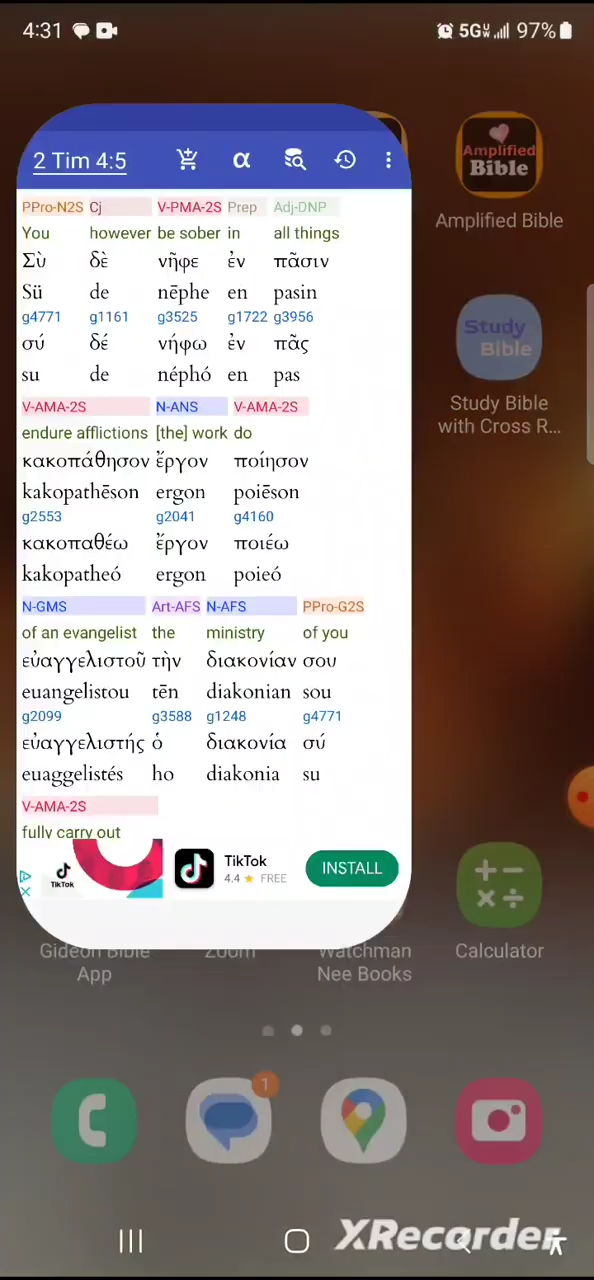 4:31 5G 97%
2 Tim 4:5 α
Amplified
Bible
Amplified Bible
PPro-N2S Cj V-PMA-2S Prep Adj-DNP
You however be sober in all things
Σὺ δὲ νῆφε ἐν πᾶσιν
Sü de nēphe en pasin
g4771 g1161 g3525 g1722 g3956
σύ δέ νήφω ἐν πᾶς
su de néphó en pas
Study
Bible
Study Bible
with Cross R...
V-AMA-2S N-ANS V-AMA-2S
endure afflictions [the] work do
κακοπάθησον ἔργον ποίησον
kakopathēson ergon poiēson
g2553 g2041 g4160
κακοπαθέω ἔργον ποιέω
kakopatheó ergon poieó
N-GMS Art-AFS N-AFS PPro-G2S
of an evangelist the ministry of you
εὐαγγελιστοῦ τὴν διακονίαν σου
euangelistou tēn diakonian sou
g2099 g3588 g1248 g4771
εὐαγγελιστής ὁ διακονία σύ
euaggelistés ho diakonia su
V-AMA-2S
fully carry out
TikTok
TikTok
4.4 ★ FREE
INSTALL
Gideon Bible
App
Zoom
Watchman
Nee Books
Calculator
1
XRecorder